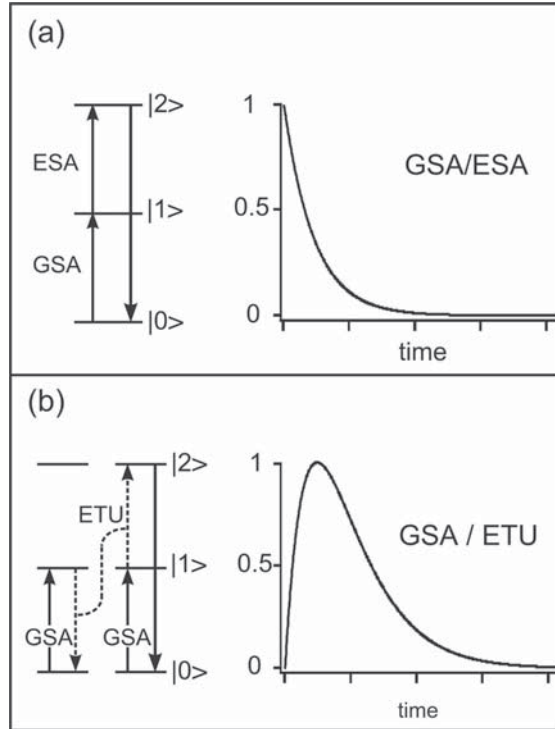 (a)
|2>
ESA
|1>
GSA
|0>
1
0.5
0
GSA/ESA
time
(b)
|2>
ETU
|1>
GSA
GSA
|0>
1
0.5
0
GSA / ETU
time